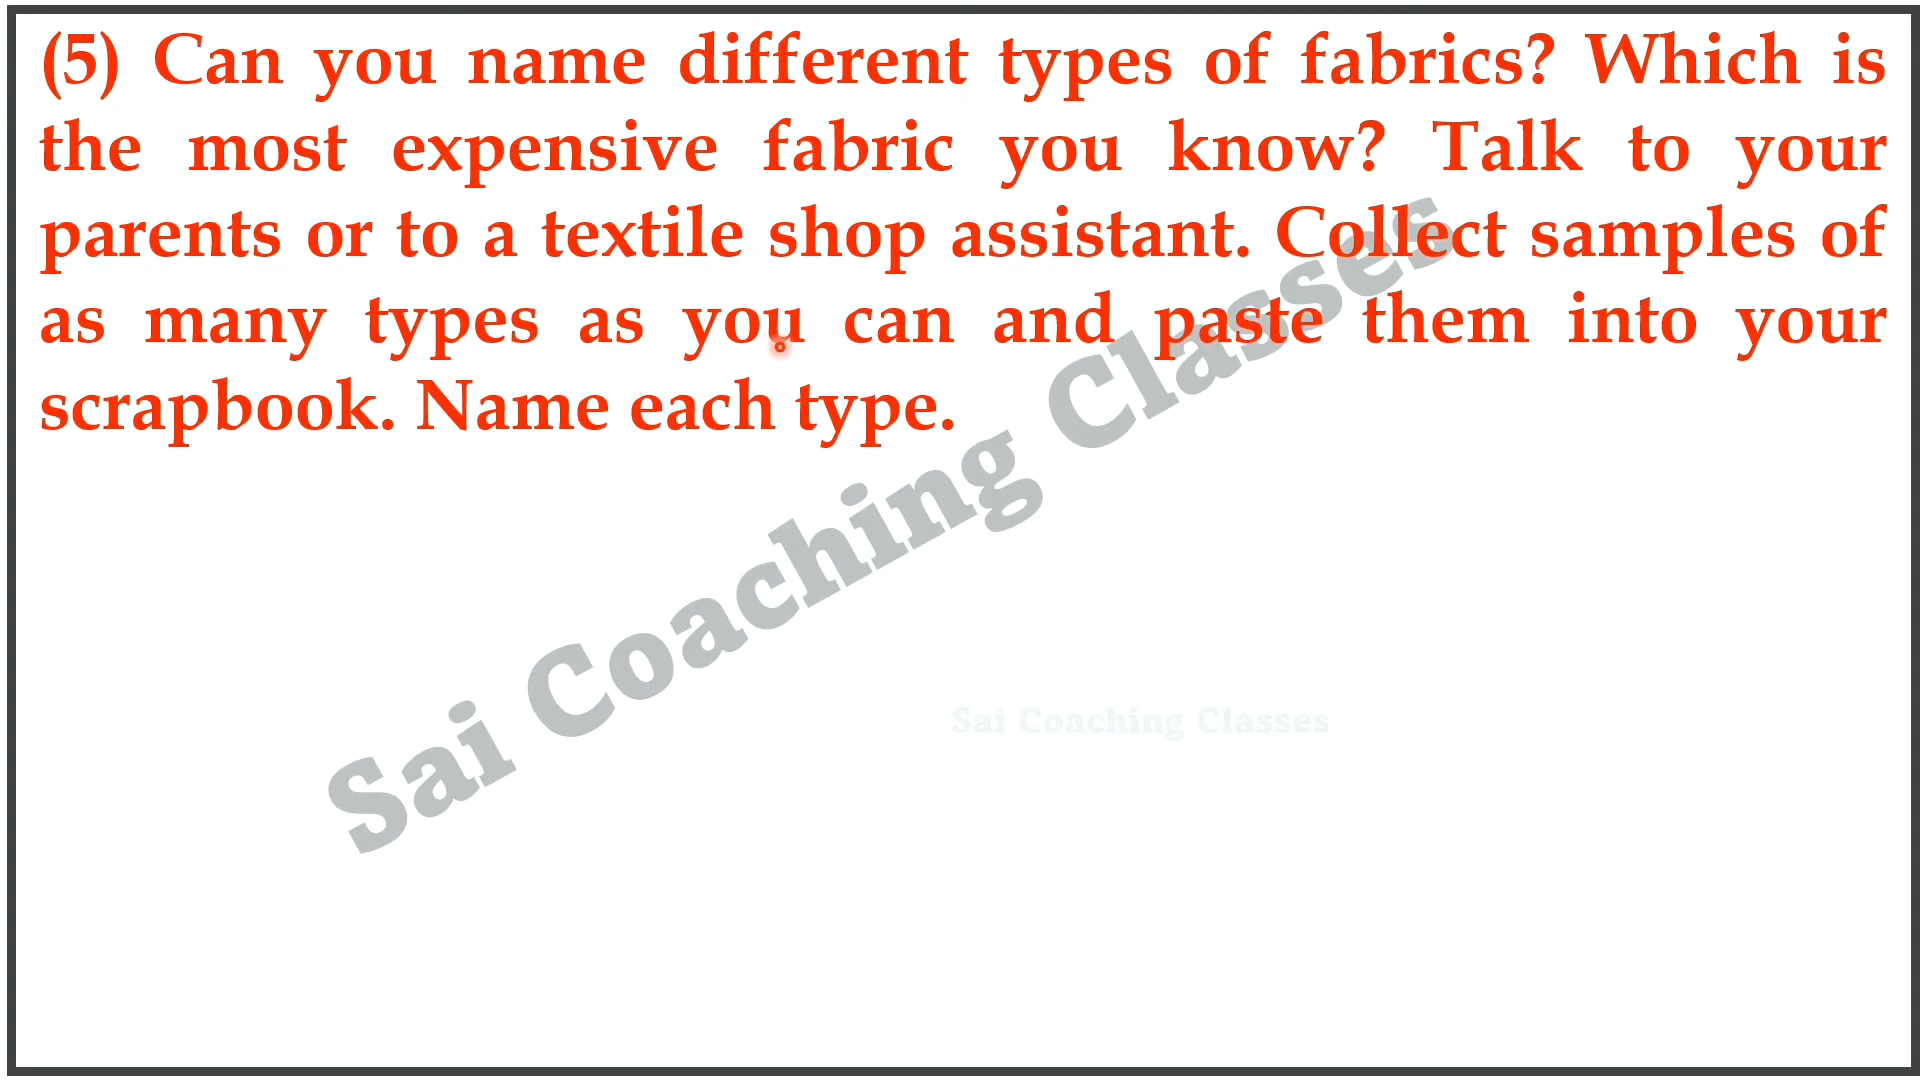 (5) Can you name different types of fabrics? Which is
the most expensive fabric you know? Talk to your
parents or to a textile shop assistant. Collect samples of
as many types as you can and paste them into your
scrapbook. Name each type.
Sai Coaching Classes
Sai Coaching Classes